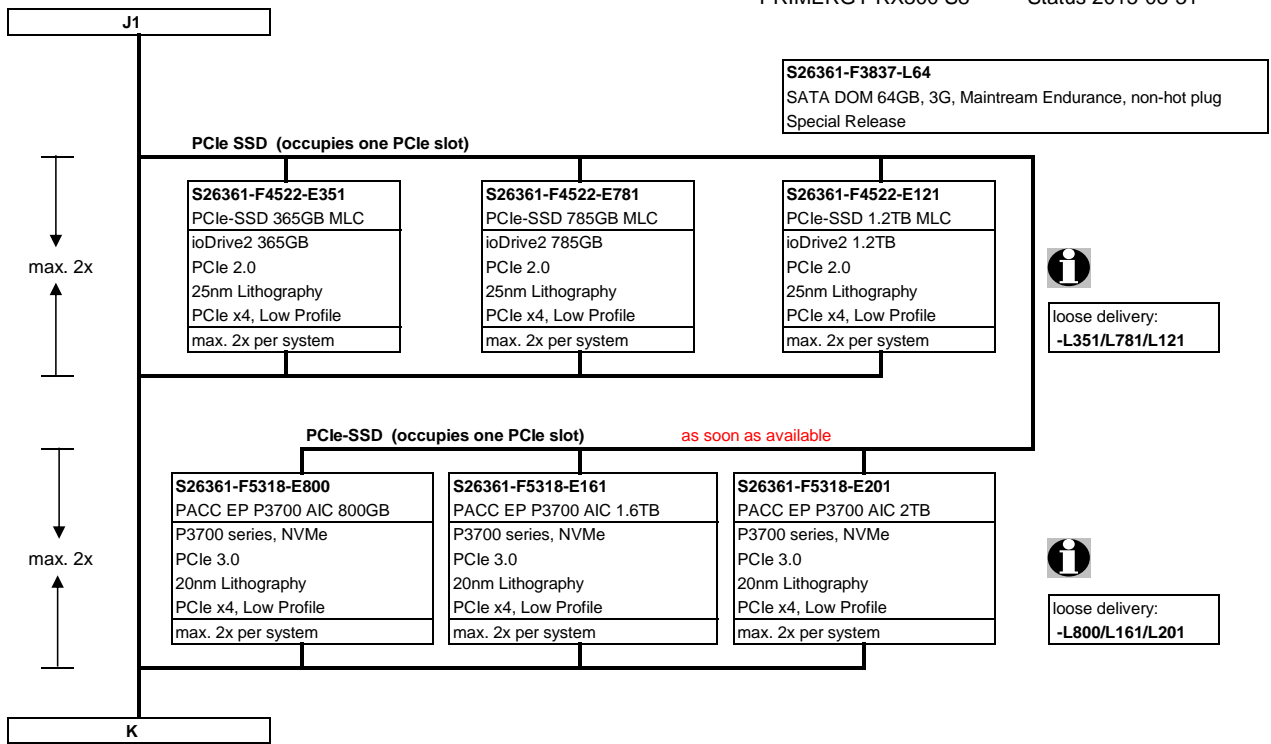 J1
S26361-F3837-L64
SATA DOM 64GB, 3G, Maintream Endurance, non-hot plug
Special Release
PCIe SSD (occupies one PCIe slot)
S26361-F4522-E351
PCIe-SSD 365GB MLC
ioDrive2 365GB
PCIe 2.0
25nm Lithography
PCIe x4, Low Profile
max. 2x per system
S26361-F4522-E781
PCIe-SSD 785GB MLC
ioDrive2 785GB
PCIe 2.0
25nm Lithography
PCIe x4, Low Profile
max. 2x per system
S26361-F4522-E121
PCIe-SSD 1.2TB MLC
ioDrive2 1.2TB
PCIe 2.0
25nm Lithography
PCIe x4, Low Profile
max. 2x per system
max. 2x
loose delivery:
-L351/L781/L121
PCIe-SSD (occupies one PCIe slot) as soon as available
S26361-F5318-E800
PACC EP P3700 AIC 800GB
P3700 series, NVMe
PCIe 3.0
20nm Lithography
PCIe x4, Low Profile
max. 2x per system
S26361-F5318-E161
PACC EP P3700 AIC 1.6TB
P3700 series, NVMe
PCIe 3.0
20nm Lithography
PCIe x4, Low Profile
max. 2x per system
S26361-F5318-E201
PACC EP P3700 AIC 2TB
P3700 series, NVMe
PCIe 3.0
20nm Lithography
PCIe x4, Low Profile
max. 2x per system
max. 2x
loose delivery:
-L800/L161/L201
K